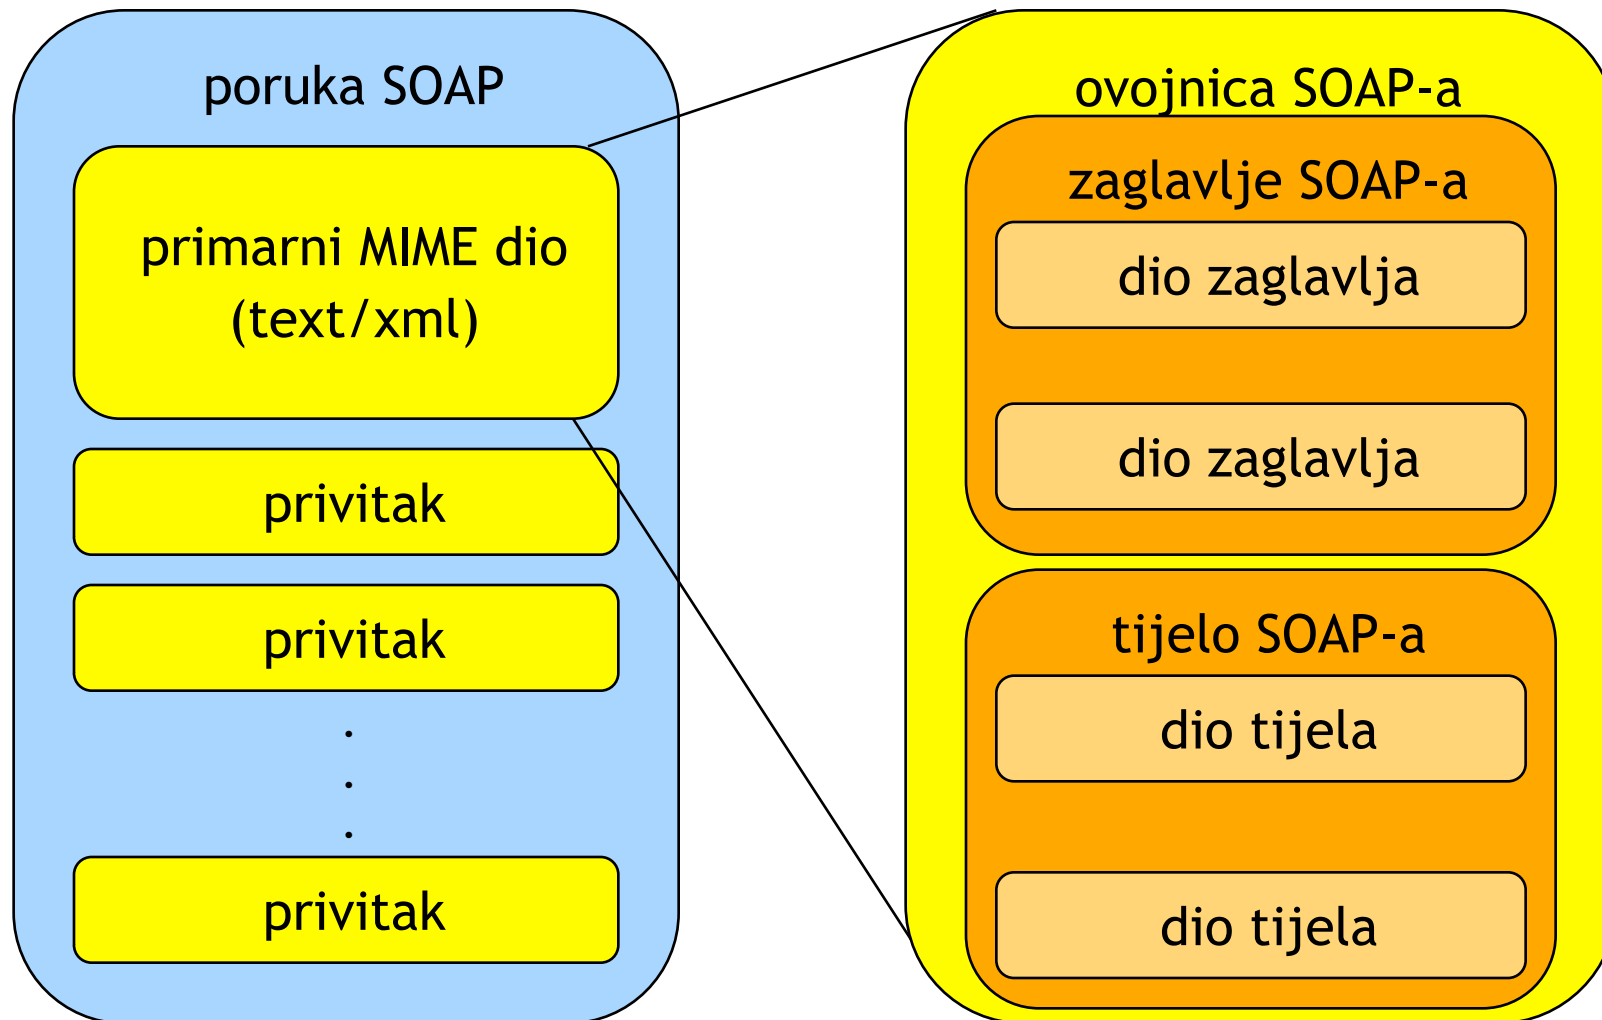 poruka SOAP
primarni MIME dio
(text/xml)
privitak
privitak
.
.
.
privitak
ovojnica SOAP-a
zaglavlje SOAP-a
dio zaglavlja
dio zaglavlja
tijelo SOAP-a
dio tijela
dio tijela